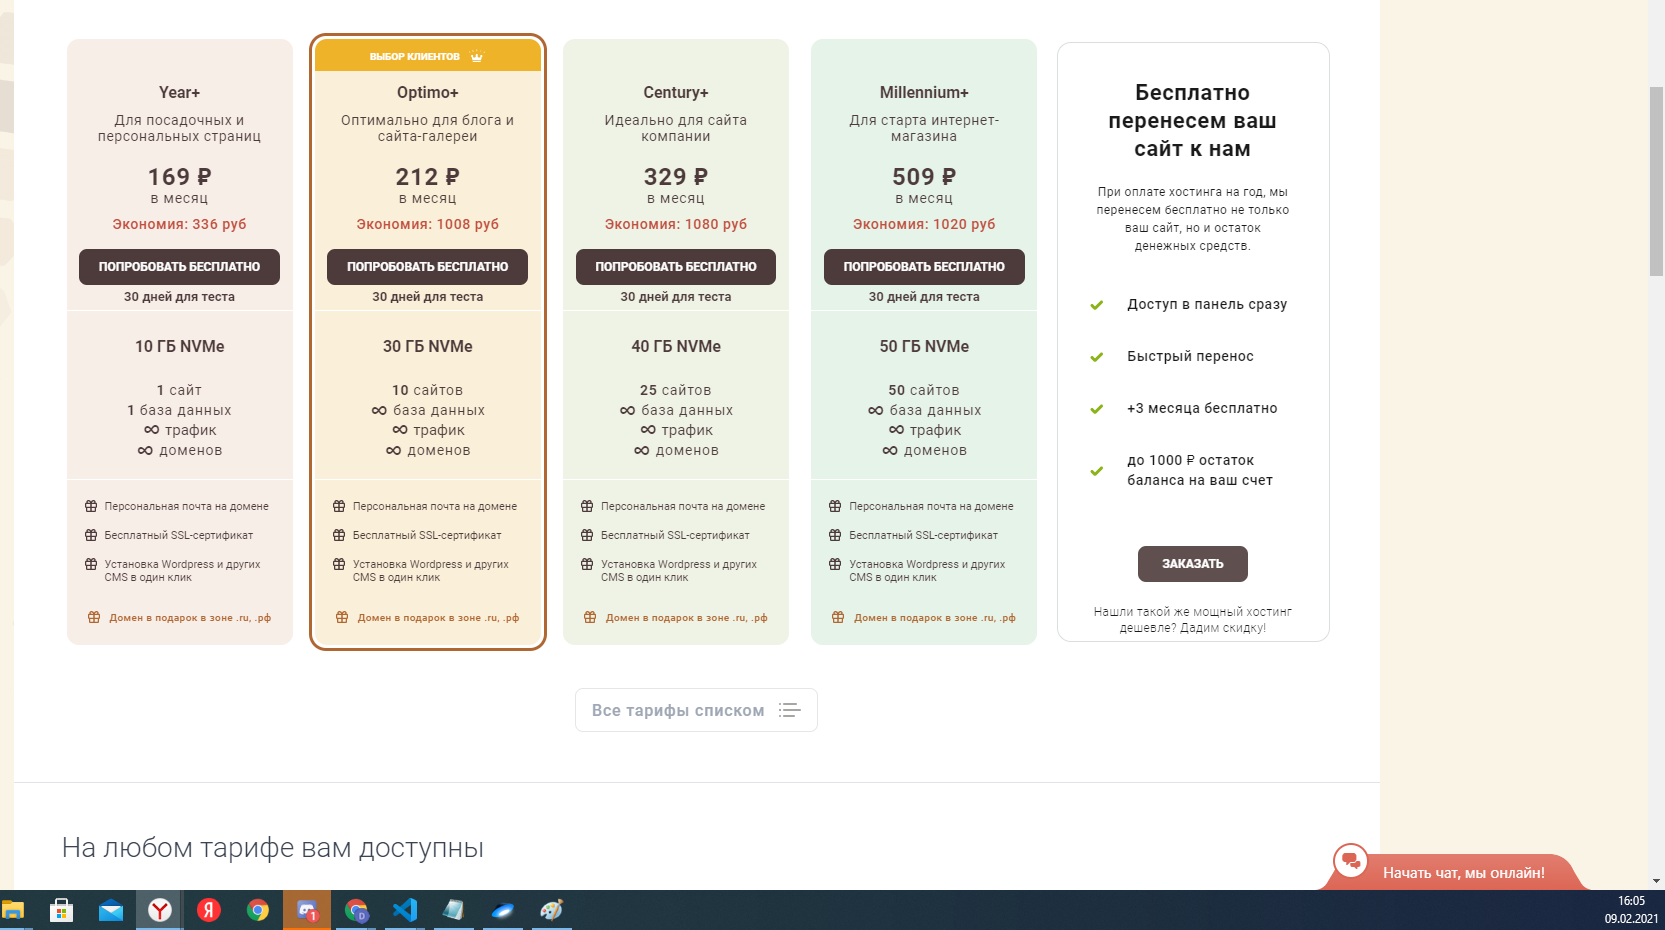 Year+
Для посадочных и
персональных страниц
169 ₽
в месяц
Экономия: 336 руб
ПОПРОБОВАТЬ БЕСПЛАТНО
30 дней для теста
10 ГБ NVMe
1 сайт
1 база данных
∞ трафик
∞ доменов
Персональная почта на домене
Бесплатный SSL-сертификат
Установка Wordpress и других
CMS в один клик
Домен в подарок в зоне .ru, .рф
ВЫБОР КЛИЕНТОВ
Optimo+
Оптимально для блога и
сайта-галереи
212 ₽
в месяц
Экономия: 1008 руб
ПОПРОБОВАТЬ БЕСПЛАТНО
30 дней для теста
30 ГБ NVMe
10 сайтов
∞ база данных
∞ трафик
∞ доменов
Персональная почта на домене
Бесплатный SSL-сертификат
Установка Wordpress и других
CMS в один клик
Домен в подарок в зоне .ru, .рф
Century+
Идеально для сайта
компании
329 ₽
в месяц
Экономия: 1080 руб
ПОПРОБОВАТЬ БЕСПЛАТНО
30 дней для теста
40 ГБ NVMe
25 сайтов
∞ база данных
∞ трафик
∞ доменов
Персональная почта на домене
Бесплатный SSL-сертификат
Установка Wordpress и других
CMS в один клик
Домен в подарок в зоне .ru, .рф
Millennium+
Для старта интернет-
магазина
509 ₽
в месяц
Экономия: 1020 руб
ПОПРОБОВАТЬ БЕСПЛАТНО
30 дней для теста
50 ГБ NVMe
50 сайтов
∞ база данных
∞ трафик
∞ доменов
Персональная почта на домене
Бесплатный SSL-сертификат
Установка Wordpress и других
CMS в один клик
Домен в подарок в зоне .ru, .рф
Бесплатно
перенесем ваш
сайт к нам
При оплате хостинга на год, мы
перенесем бесплатно не только
ваш сайт, но и остаток
денежных средств.
Доступ в панель сразу
Быстрый перенос
+3 месяца бесплатно
до 1000 ₽ остаток
баланса на ваш счет
ЗАКАЗАТЬ
Нашли такой же мощный хостинг
дешевле? Дадим скидку!
Все тарифы списком
На любом тарифе вам доступны
Начать чат, мы онлайн!
Я
1
D
16:05
09.02.2021